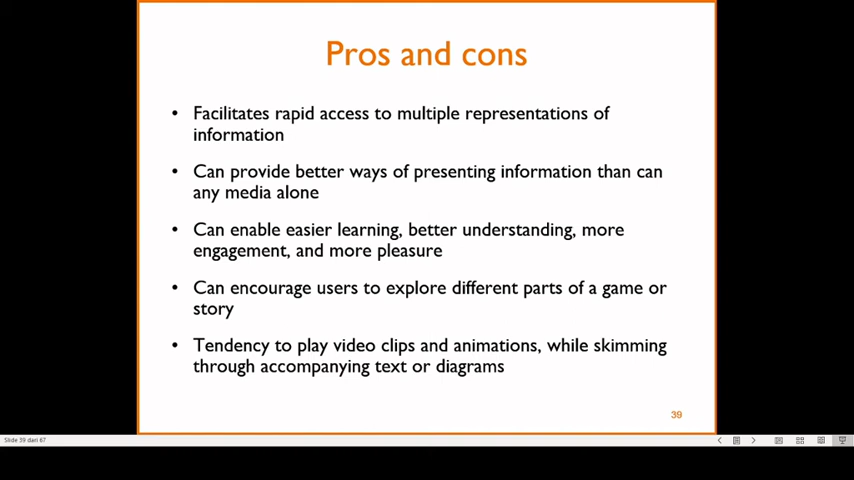 Pros and cons
• Facilitates rapid access to multiple representations of
information
• Can provide better ways of presenting information than can
any media alone
• Can enable easier learning, better understanding, more
engagement, and more pleasure
• Can encourage users to explore different parts of a game or
story
• Tendency to play video clips and animations, while skimming
through accompanying text or diagrams
39
Slide 39 dari 67